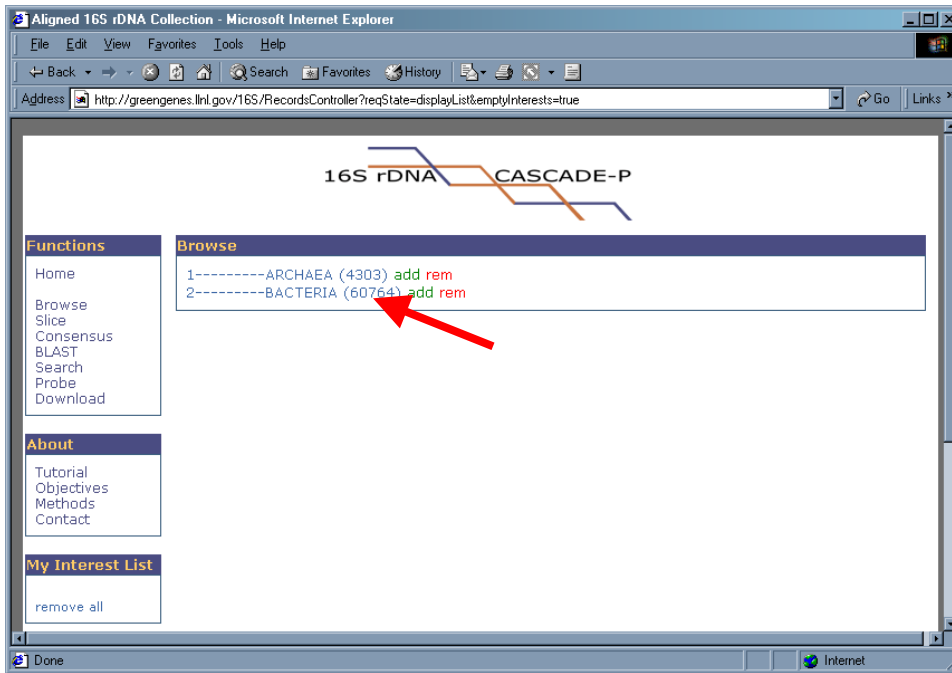 Aligned 16S rDNA Collection - Microsoft Internet Explorer
File Edit View Favorites Tools Help
Back Search Favorites History
Address http://greengenes.llnl.gov/16S/RecordsController?reqState=displayList&emptyInterests=true Go Links »
16S rDNA CASCADE-P
Functions
Home
Browse
Slice
Consensus
BLAST
Search
Probe
Download
About
Tutorial
Objectives
Methods
Contact
My Interest List
remove all
Browse
1---------ARCHAEA (4303) add rem
2---------BACTERIA (60764) add rem
Done Internet